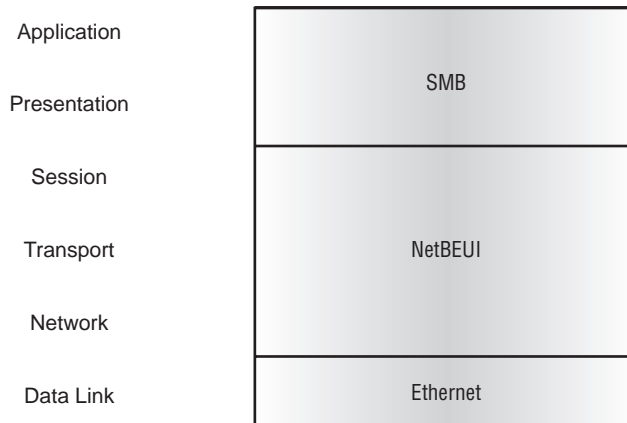 Application
Presentation
Session
Transport
Network
Data Link
SMB
NetBEUI
Ethernet